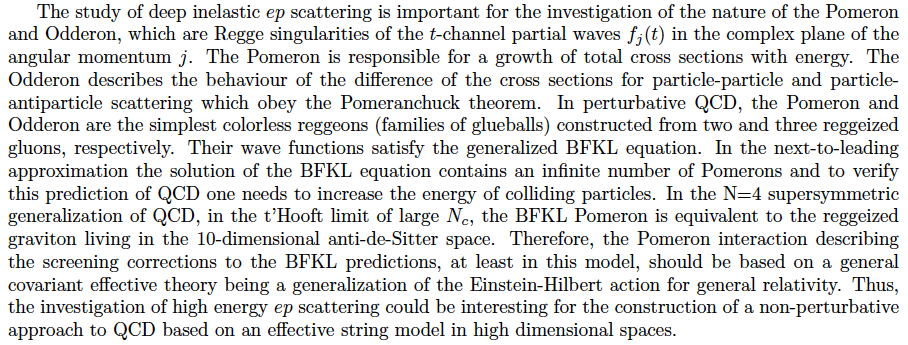 The study of deep inelastic ep scattering is important for the investigation of the nature of the Pomeron
and Odderon, which are Regge singularities of the t-channel partial waves fj(t) in the complex plane of the
angular momentum j. The Pomeron is responsible for a growth of total cross sections with energy. The
Odderon describes the behaviour of the difference of the cross sections for particle-particle and particle-
antiparticle scattering which obey the Pomeranchuck theorem. In perturbative QCD, the Pomeron and
Odderon are the simplest colorless reggeons (families of glueballs) constructed from two and three reggeized
gluons, respectively. Their wave functions satisfy the generalized BFKL equation. In the next-to-leading
approximation the solution of the BFKL equation contains an infinite number of Pomerons and to verify
this prediction of QCD one needs to increase the energy of colliding particles. In the N=4 supersymmetric
generalization of QCD, in the t'Hooft limit of large Nc, the BFKL Pomeron is equivalent to the reggeized
graviton living in the 10-dimensional anti-de-Sitter space. Therefore, the Pomeron interaction describing
the screening corrections to the BFKL predictions, at least in this model, should be based on a general
covariant effective theory being a generalization of the Einstein-Hilbert action for general relativity. Thus,
the investigation of high energy ep scattering could be interesting for the construction of a non-perturbative
approach to QCD based on an effective string model in high dimensional spaces.